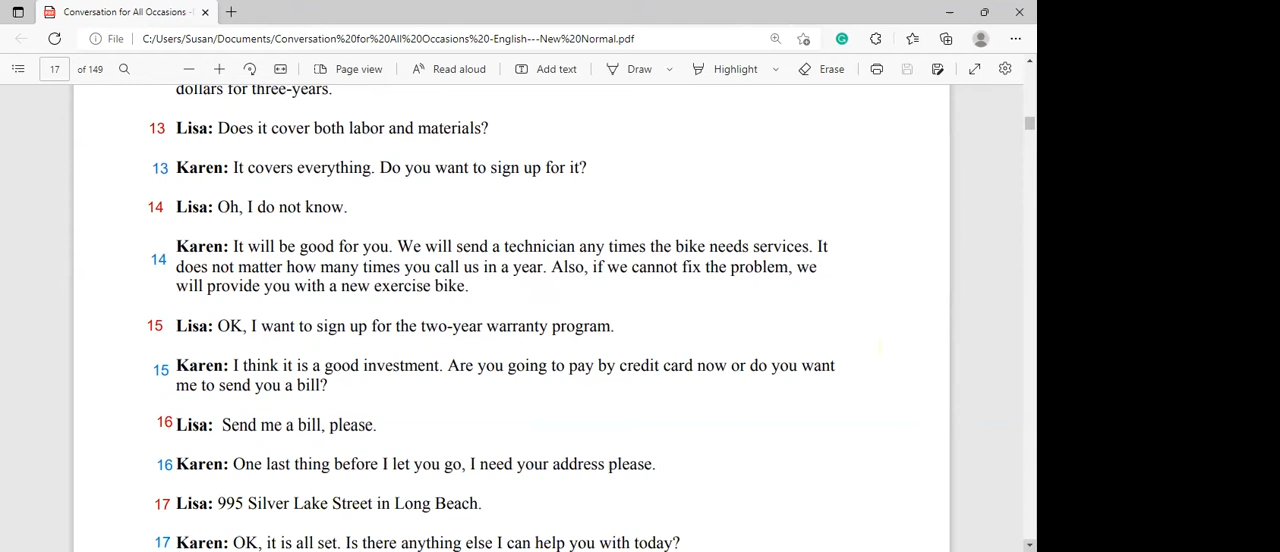 Conversation for All Occasions -
File C:/Users/Susan/Documents/Conversation%20for%20All%20Occasions%20-English---New%20Normal.pdf
17 of 149 Page view Read aloud Add text Draw Highlight Erase
dollars for three-years.
13 Lisa: Does it cover both labor and materials?
13 Karen: It covers everything. Do you want to sign up for it?
14 Lisa: Oh, I do not know.
Karen: It will be good for you. We will send a technician any times the bike needs services. It
14 does not matter how many times you call us in a year. Also, if we cannot fix the problem, we
will provide you with a new exercise bike.
15 Lisa: OK, I want to sign up for the two-year warranty program.
15 Karen: I think it is a good investment. Are you going to pay by credit card now or do you want
me to send you a bill?
16 Lisa: Send me a bill, please.
16 Karen: One last thing before I let you go, I need your address please.
17 Lisa: 995 Silver Lake Street in Long Beach.
17 Karen: OK, it is all set. Is there anything else I can help you with today?